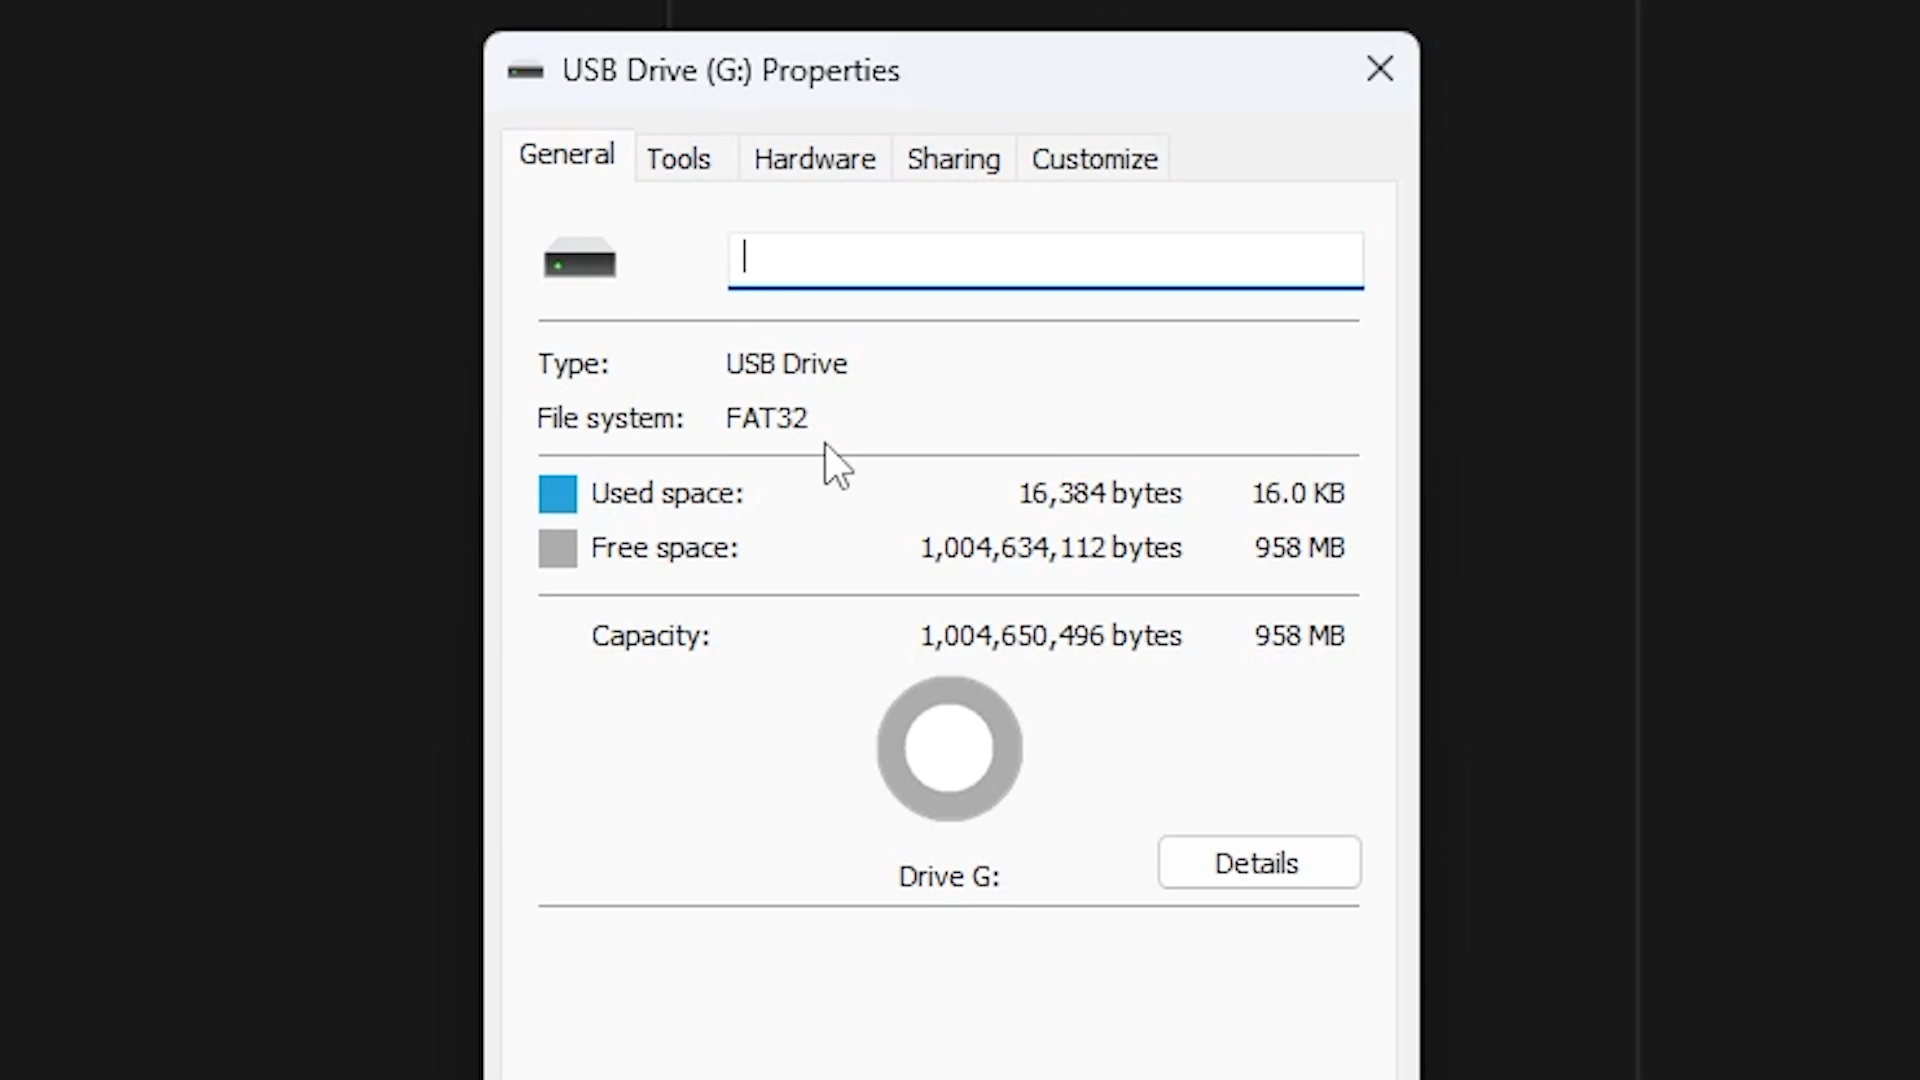 USB Drive (G:) Properties
General Tools Hardware Sharing Customize
Type: USB Drive
File system: FAT32
Used space: 16,384 bytes 16.0 KB
Free space: 1,004,634,112 bytes 958 MB
Capacity: 1,004,650,496 bytes 958 MB
Drive G: Details